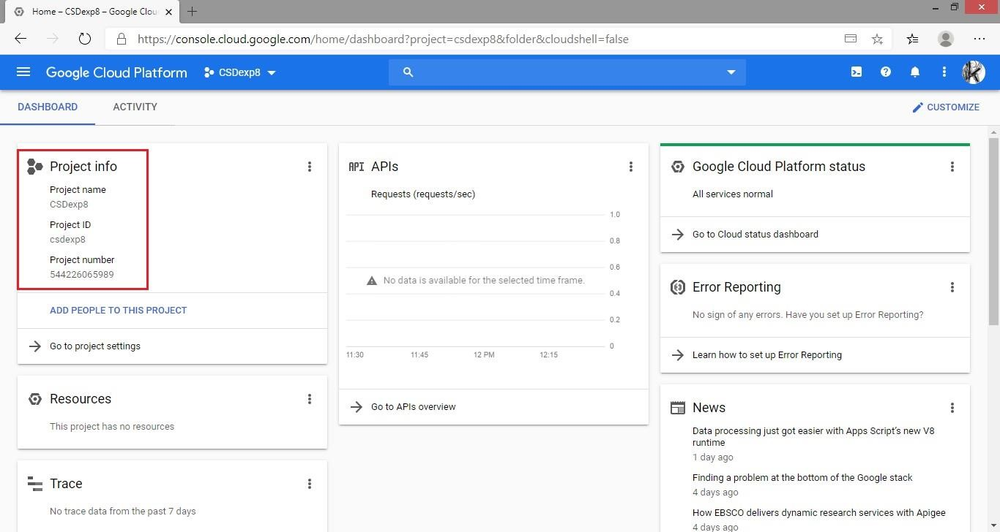 Home – CSDexp8 – Google Clou
https://console.cloud.google.com/home/dashboard?project=csdexp8&folder&cloudshell=false
Google Cloud Platform
CSDexp8
DASHBOARD
ACTIVITY
CUSTOMIZE
Project info
Project name
CSDexp8
Project ID
csdexp8
Project number
544226065989
ADD PEOPLE TO THIS PROJECT
Go to project settings
Resources
This project has no resources
Trace
No trace data from the past 7 days
API APIs
Requests (requests/sec)
1.0
0.8
0.6
No data is available for the selected time frame.
0.4
0.2
0
11:30 11:45 12 PM 12:15
Go to APIs overview
Google Cloud Platform status
All services normal
Go to Cloud status dashboard
Error Reporting
No sign of any errors. Have you set up Error Reporting?
Learn how to set up Error Reporting
News
Data processing just got easier with Apps Script's new V8
runtime
1 day ago
Finding a problem at the bottom of the Google stack
4 days ago
How EBSCO delivers dynamic research services with Apigee
4 days ago